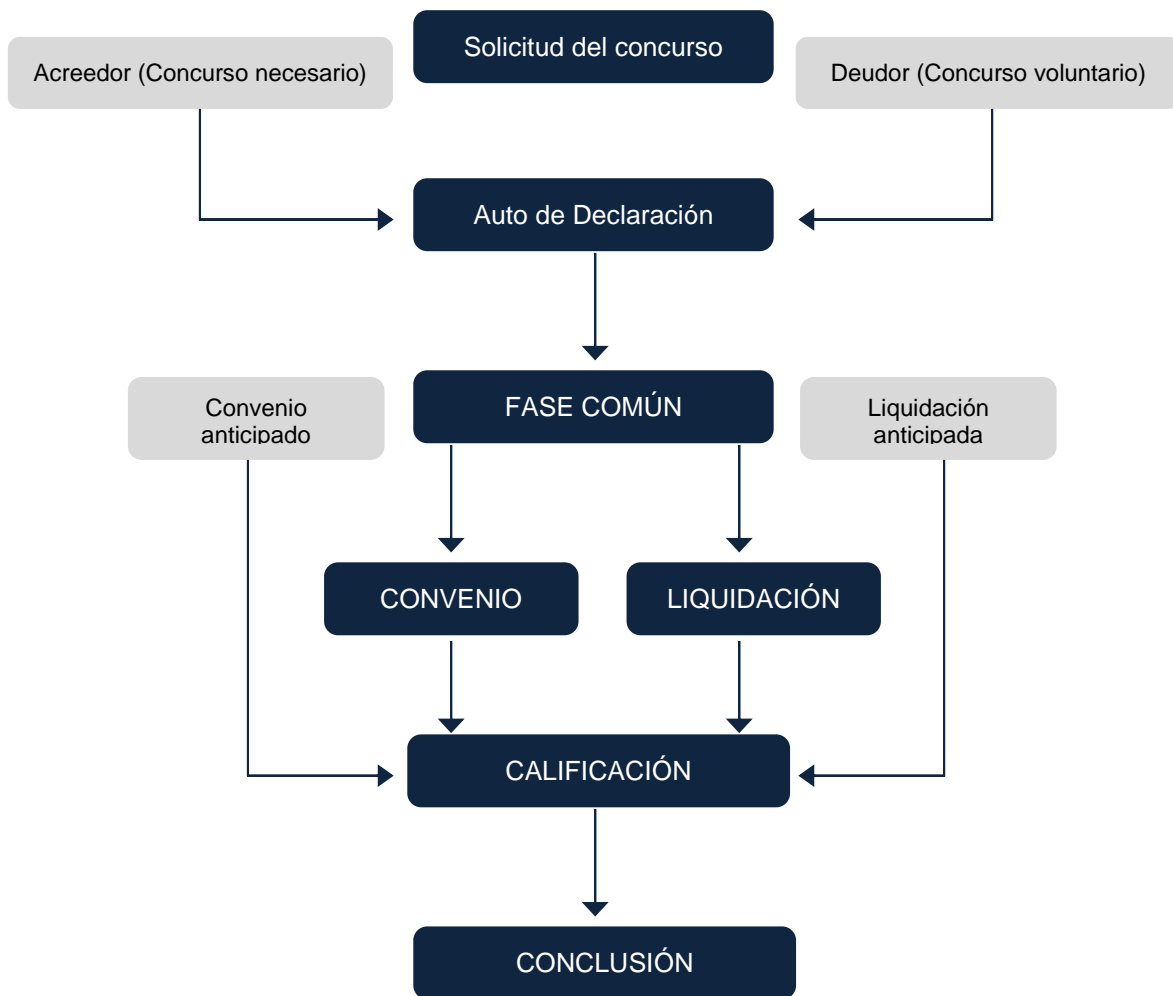 Solicitud del concurso
Acreedor (Concurso necesario)
Deudor (Concurso voluntario)
Auto de Declaración
FASE COMÚN
Convenio
anticipado
Liquidación
anticipada
CONVENIO
LIQUIDACIÓN
CALIFICACIÓN
CONCLUSIÓN